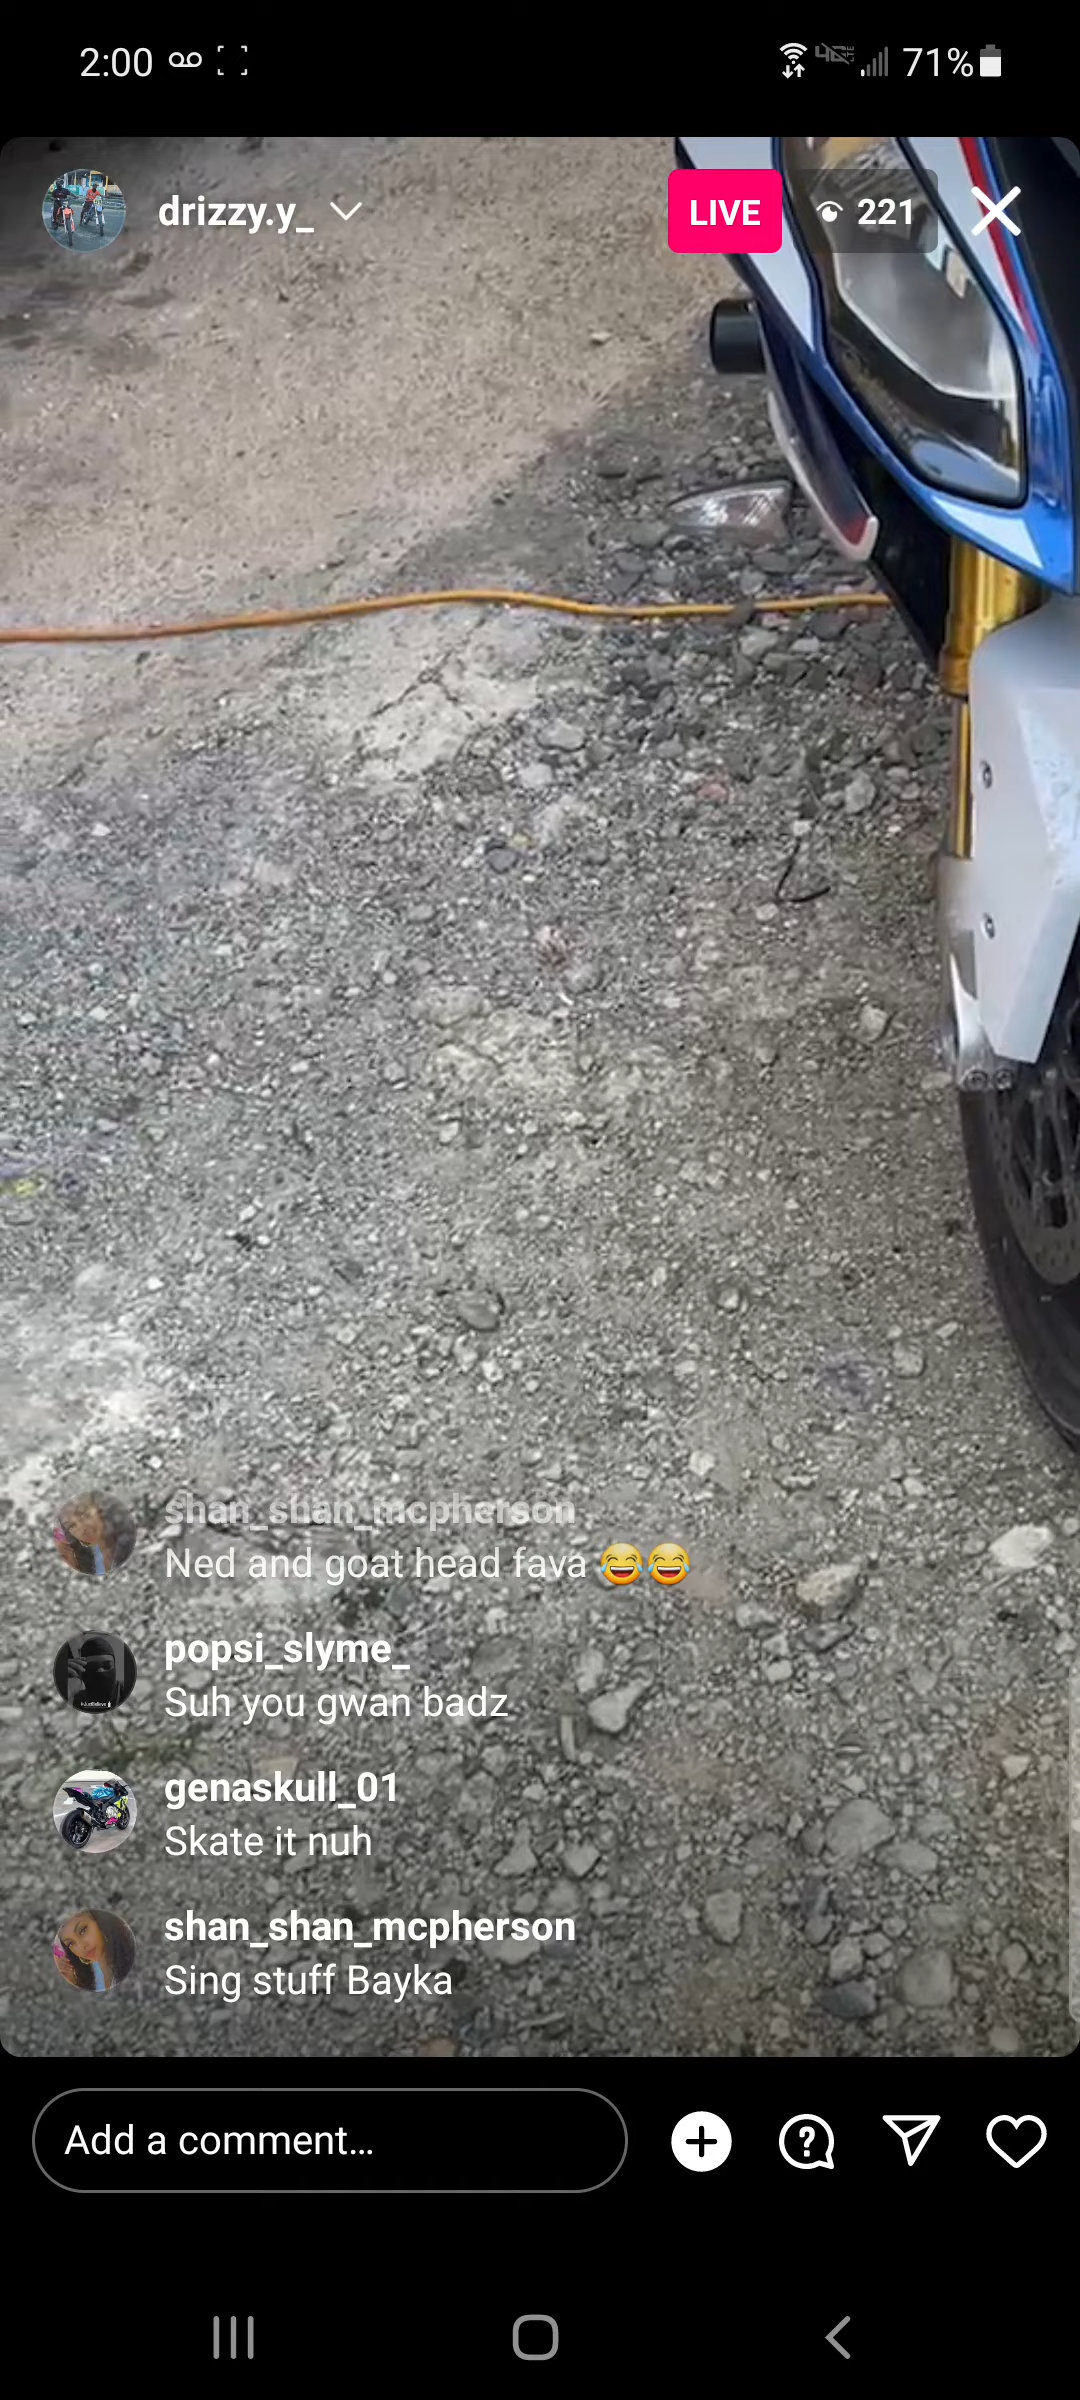 2:00
71%
drizzy.y_
LIVE
221
shan_shan_mcpherson
Ned and goat head fava 😂😂
popsi_slyme_
Suh you gwan badz
genaskull_01
Skate it nuh
shan_shan_mcpherson
Sing stuff Bayka
Add a comment...